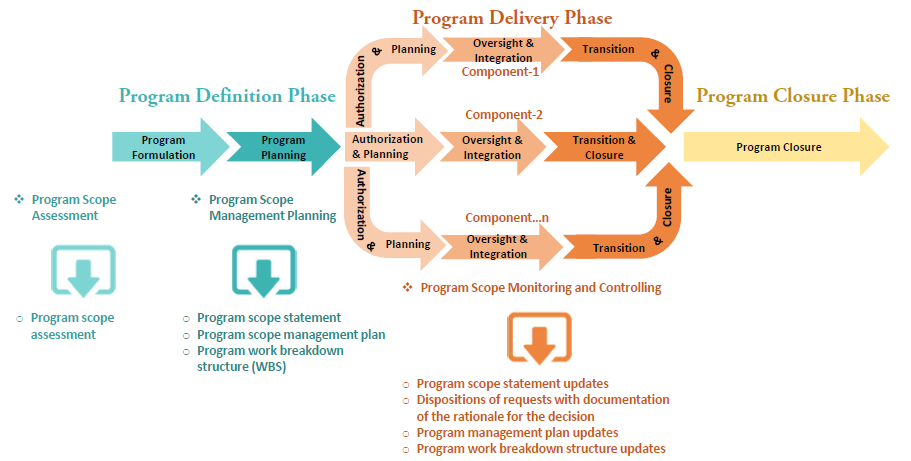 Program Delivery Phase
Authorization & Planning
Oversight &
Integration
Transition & Closure
Component-1
Program Definition Phase
Program Closure Phase
Component-2
Program
Formulation
Program
Planning
Authorization
& Planning
Oversight &
Integration
Transition &
Closure
Program Closure
Component...n
Authorization & Planning
Oversight &
Integration
Transition & Closure
❖ Program Scope
Assessment
❖ Program Scope
Management Planning
❖ Program Scope Monitoring and Controlling
○ Program scope
assessment
○ Program scope statement
○ Program scope management plan
○ Program work breakdown
structure (WBS)
○ Program scope statement updates
○ Dispositions of requests with documentation
of the rationale for the decision
○ Program management plan updates
○ Program work breakdown structure updates